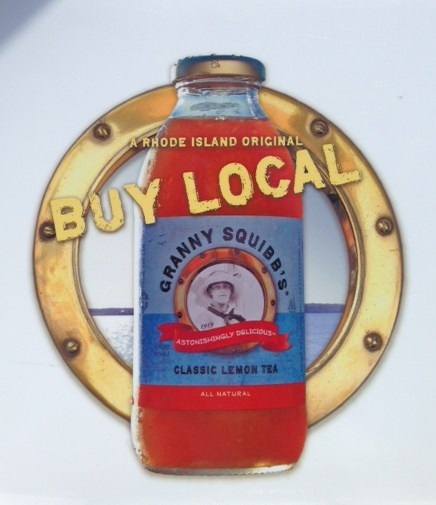 A RHODE ISLAND ORIGINAL
BUY LOCAL
GRANNY SQUIBB'S
ASTONISHINGLY DELICIOUS
CLASSIC LEMON TEA
ALL NATURAL